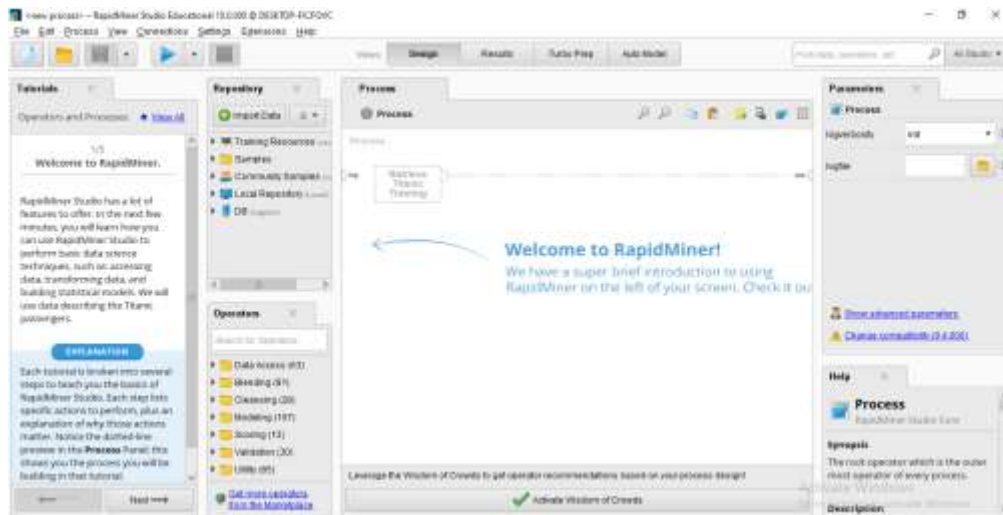 <new process> – RapidMiner Studio Educational 10.0.000 @ DESKTOP-
File Edit Process View Connections Settings Extensions Help
Views: Design Results Turbo Prep Auto Model
All Studio
Tutorials
Operators and Processes View All
1/5
Welcome to RapidMiner.
RapidMiner Studio has a lot of
features to offer. In the next few
minutes, you will learn how you
can use RapidMiner Studio to
perform basic data science
techniques, such as accessing
data, transforming data, and
building statistical models. We will
use data describing the Titanic
passengers.
EXPLANATION
Each tutorial is broken into several
steps to teach you the basics of
RapidMiner Studio. Each step lists
specific actions to perform, plus an
explanation of why those actions
matter. Notice the dotted-line
preview in the Process Panel: this
shows you the process you will be
building in that tutorial.
Next
Repository
Import Data
Training Resources
Samples
Community Samples
Local Repository
DB
Operators
Search for Operators
Data Access
Blending
Cleansing
Modeling
Scoring
Validation
Utility
Get more operators
from the Marketplace
Process
Process
Process
Retrieve
Titanic
Training
Welcome to RapidMiner!
We have a super brief introduction to using
RapidMiner on the left of your screen. Check it ou
Leverage the Wisdom of Crowds to get operator recommendations based on your process design!
Activate Wisdom of Crowds
Parameters
Process
logverbosity init
logfile
Show advanced parameters
Change compatibility
Help
Process
RapidMiner Studio Core
Synopsis
The root operator which is the outer
most operator of every process.
Activate Windows
Description